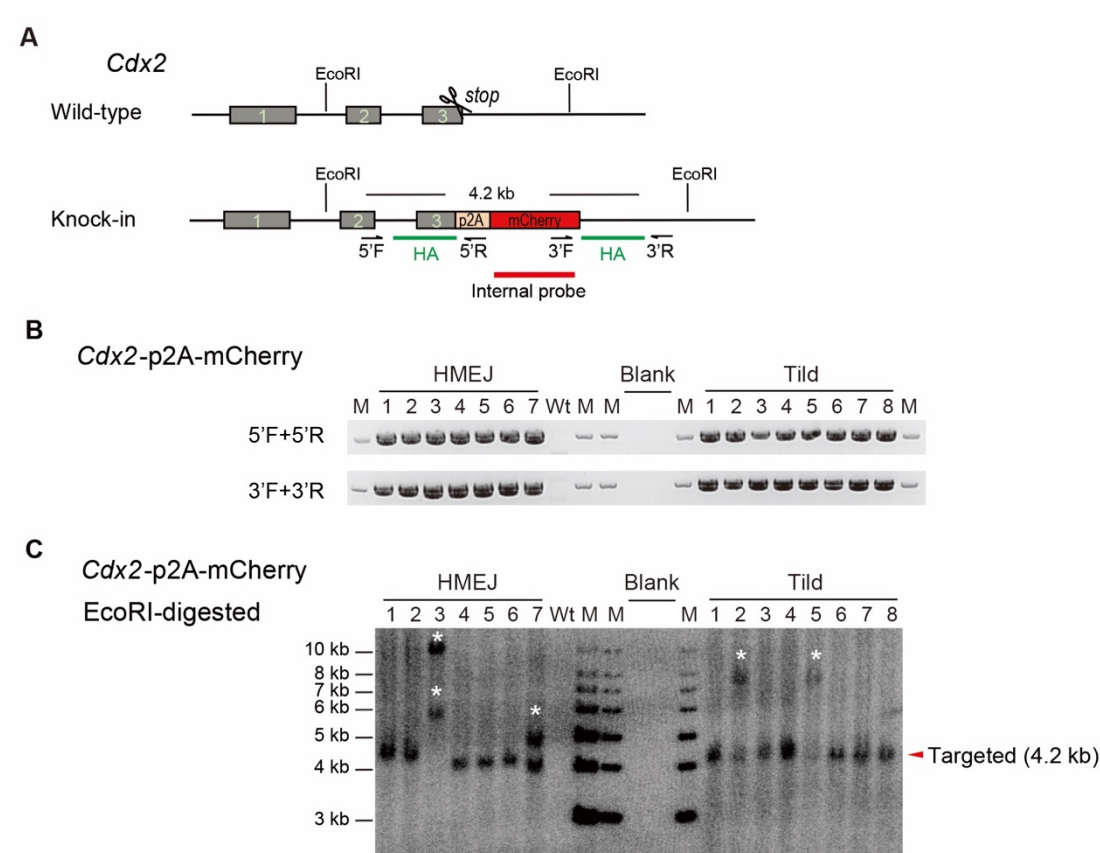 A
Cdx2
EcoRI EcoRI
Wild-type 1 2 3 stop
EcoRI 4.2 kb EcoRI
Knock-in 1 2 3 p2A mCherry
5'F HA 5'R 3'F HA 3'R
Internal probe
B
Cdx2-p2A-mCherry
HMEJ Blank Tild
M 1 2 3 4 5 6 7 Wt M M M 1 2 3 4 5 6 7 8 M
5'F+5'R
3'F+3'R
C
Cdx2-p2A-mCherry
EcoRI-digested
HMEJ Blank Tild
1 2 3 4 5 6 7 Wt M M M 1 2 3 4 5 6 7 8
10 kb *
8 kb * *
7 kb *
6 kb *
5 kb
Targeted (4.2 kb)
4 kb
3 kb